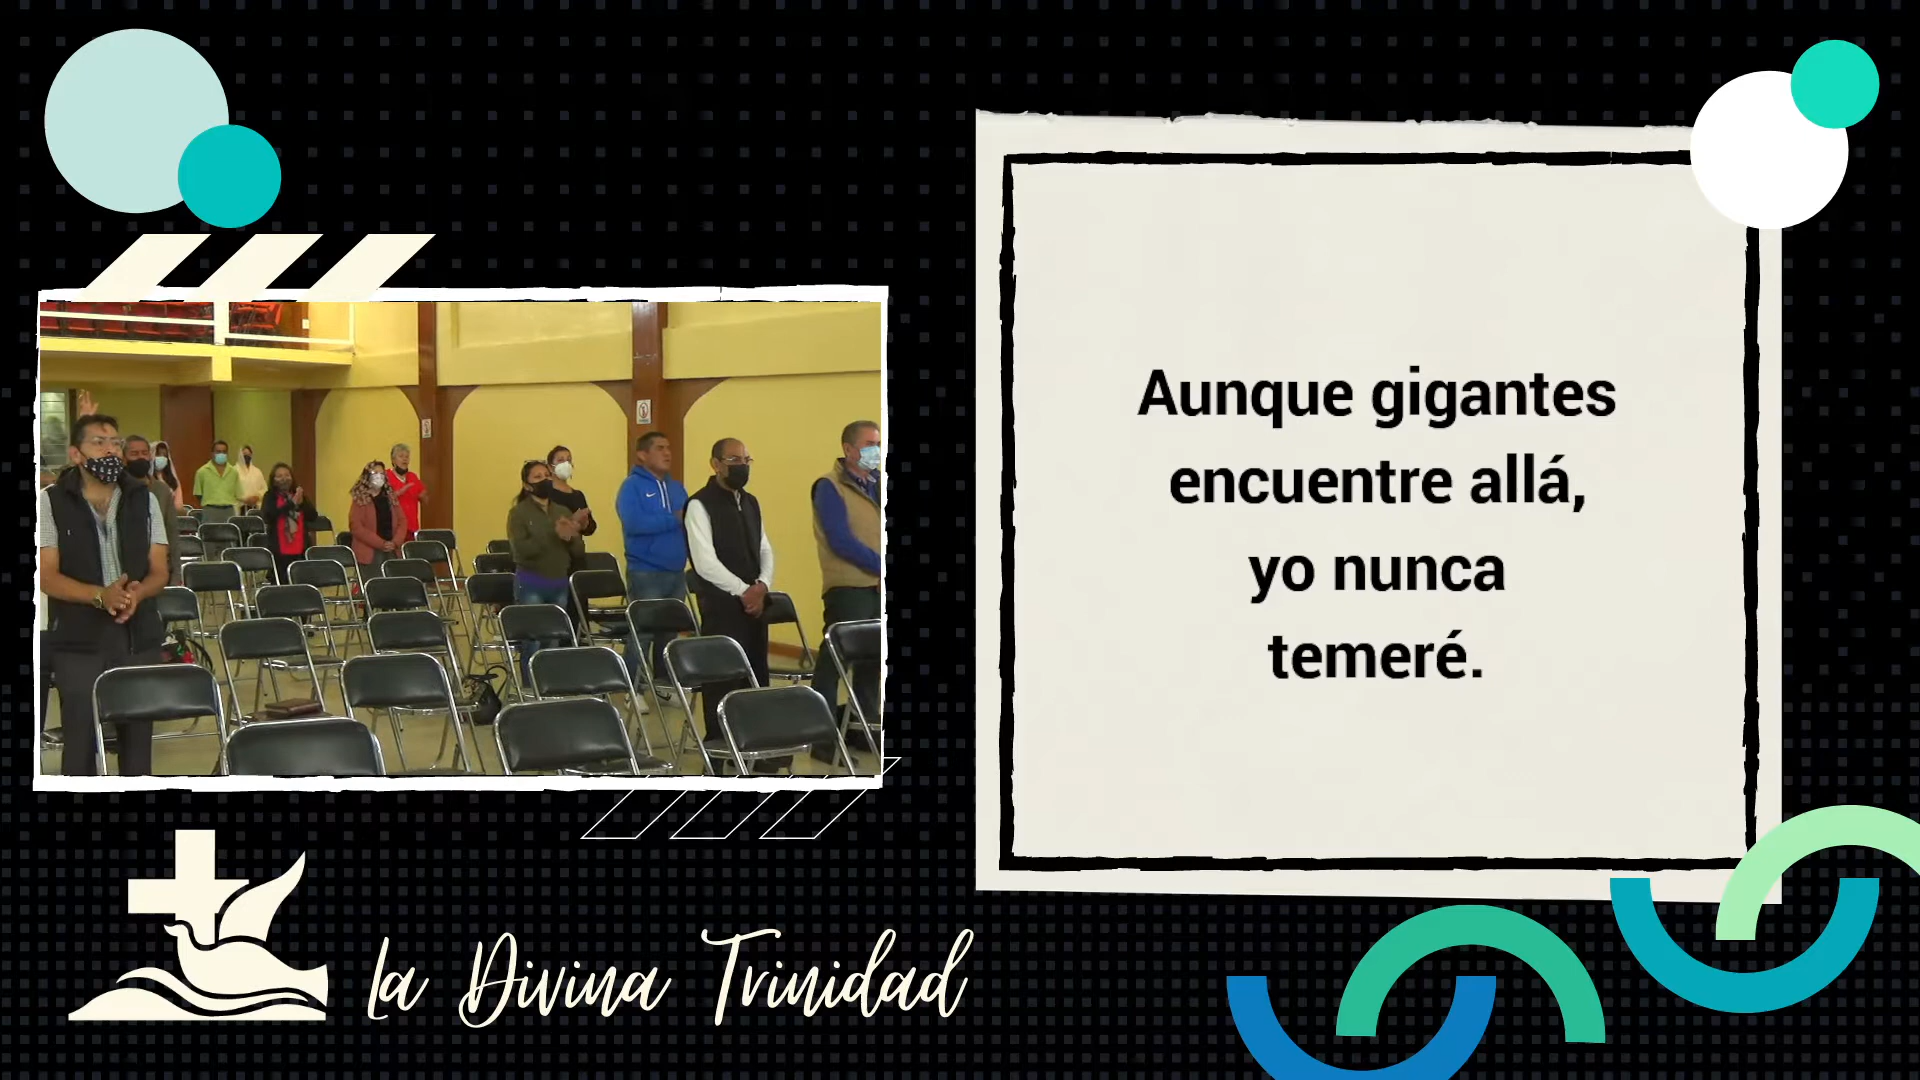 Aunque gigantes
encuentre allá,
yo nunca
temeré.
la Divina Trinidad